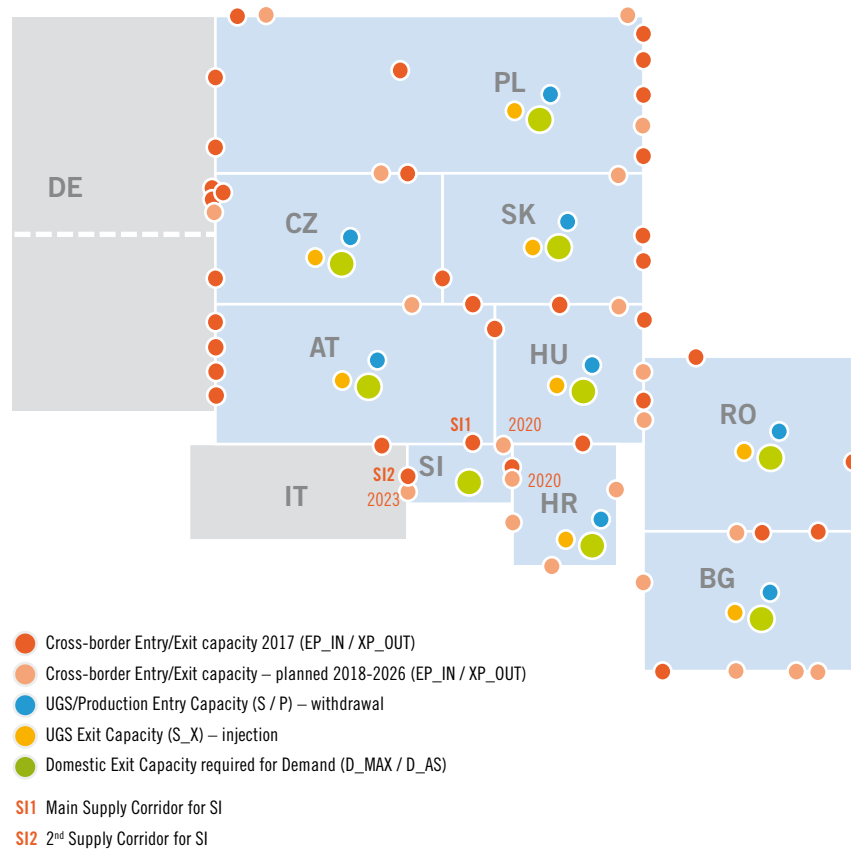 PL
DE
CZ
SK
AT
HU
RO
SI1
2020
SI2
SI
2020
2023
IT
HR
BG
Cross-border Entry/Exit capacity 2017 (EP_IN / XP_OUT)
Cross-border Entry/Exit capacity – planned 2018-2026 (EP_IN / XP_OUT)
UGS/Production Entry Capacity (S / P) – withdrawal
UGS Exit Capacity (S_X) – injection
Domestic Exit Capacity required for Demand (D_MAX / D_AS)
SI1 Main Supply Corridor for SI
SI2 2nd Supply Corridor for SI